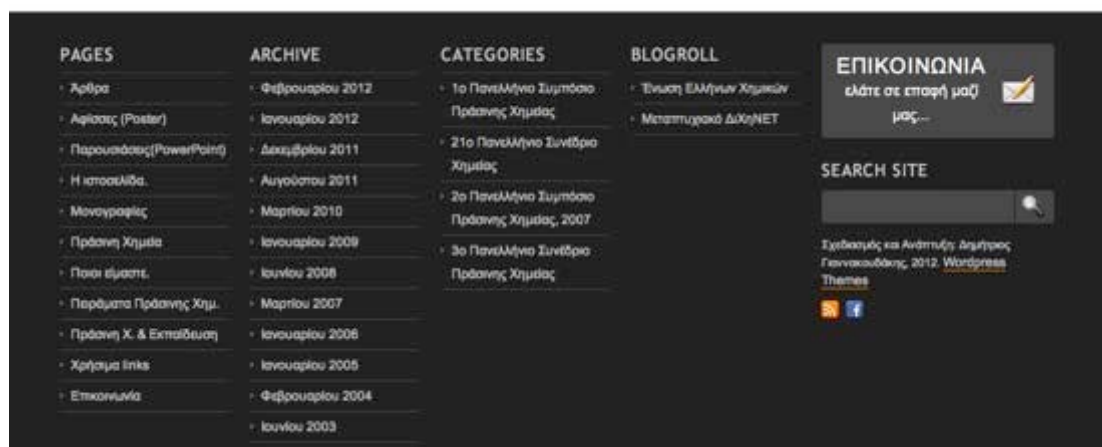 PAGES
Άρθρα
Αφίσσες (Poster)
Παρουσιάσεις(PowerPoint)
Η ιστοσελίδα.
Μονογραφίες
Πράσινη Χημεία
Ποιοι είμαστε.
Πειράματα Πράσινης Χημ.
Πράσινη Χ. & Εκπαίδευση
Χρήσιμα links
Επικοινωνία
ARCHIVE
Φεβρουαρίου 2012
Ιανουαρίου 2012
Δεκεμβρίου 2011
Αυγούστου 2011
Μαρτίου 2010
Ιανουαρίου 2009
Ιουνίου 2008
Μαρτίου 2007
Ιανουαρίου 2006
Ιανουαρίου 2005
Φεβρουαρίου 2004
Ιουνίου 2003
CATEGORIES
1ο Πανελλήνιο Συμπόσιο
Πράσινης Χημείας
21ο Πανελλήνιο Συνέδριο
Χημείας
2ο Πανελλήνιο Συμπόσιο
Πράσινης Χημείας, 2007
3ο Πανελλήνιο Συνέδριο
Πράσινης Χημείας
BLOGROLL
Ένωση Ελλήνων Χημικών
Μεταπτυχιακό ΔιΧηΝΕΤ
ΕΠΙΚΟΙΝΩΝΙΑ
ελάτε σε επαφή μαζί
μας...
SEARCH SITE
Σχεδιασμός και Ανάπτυξη: Δημήτριος
Γιαννακουδάκης, 2012. Wordpress
Themes